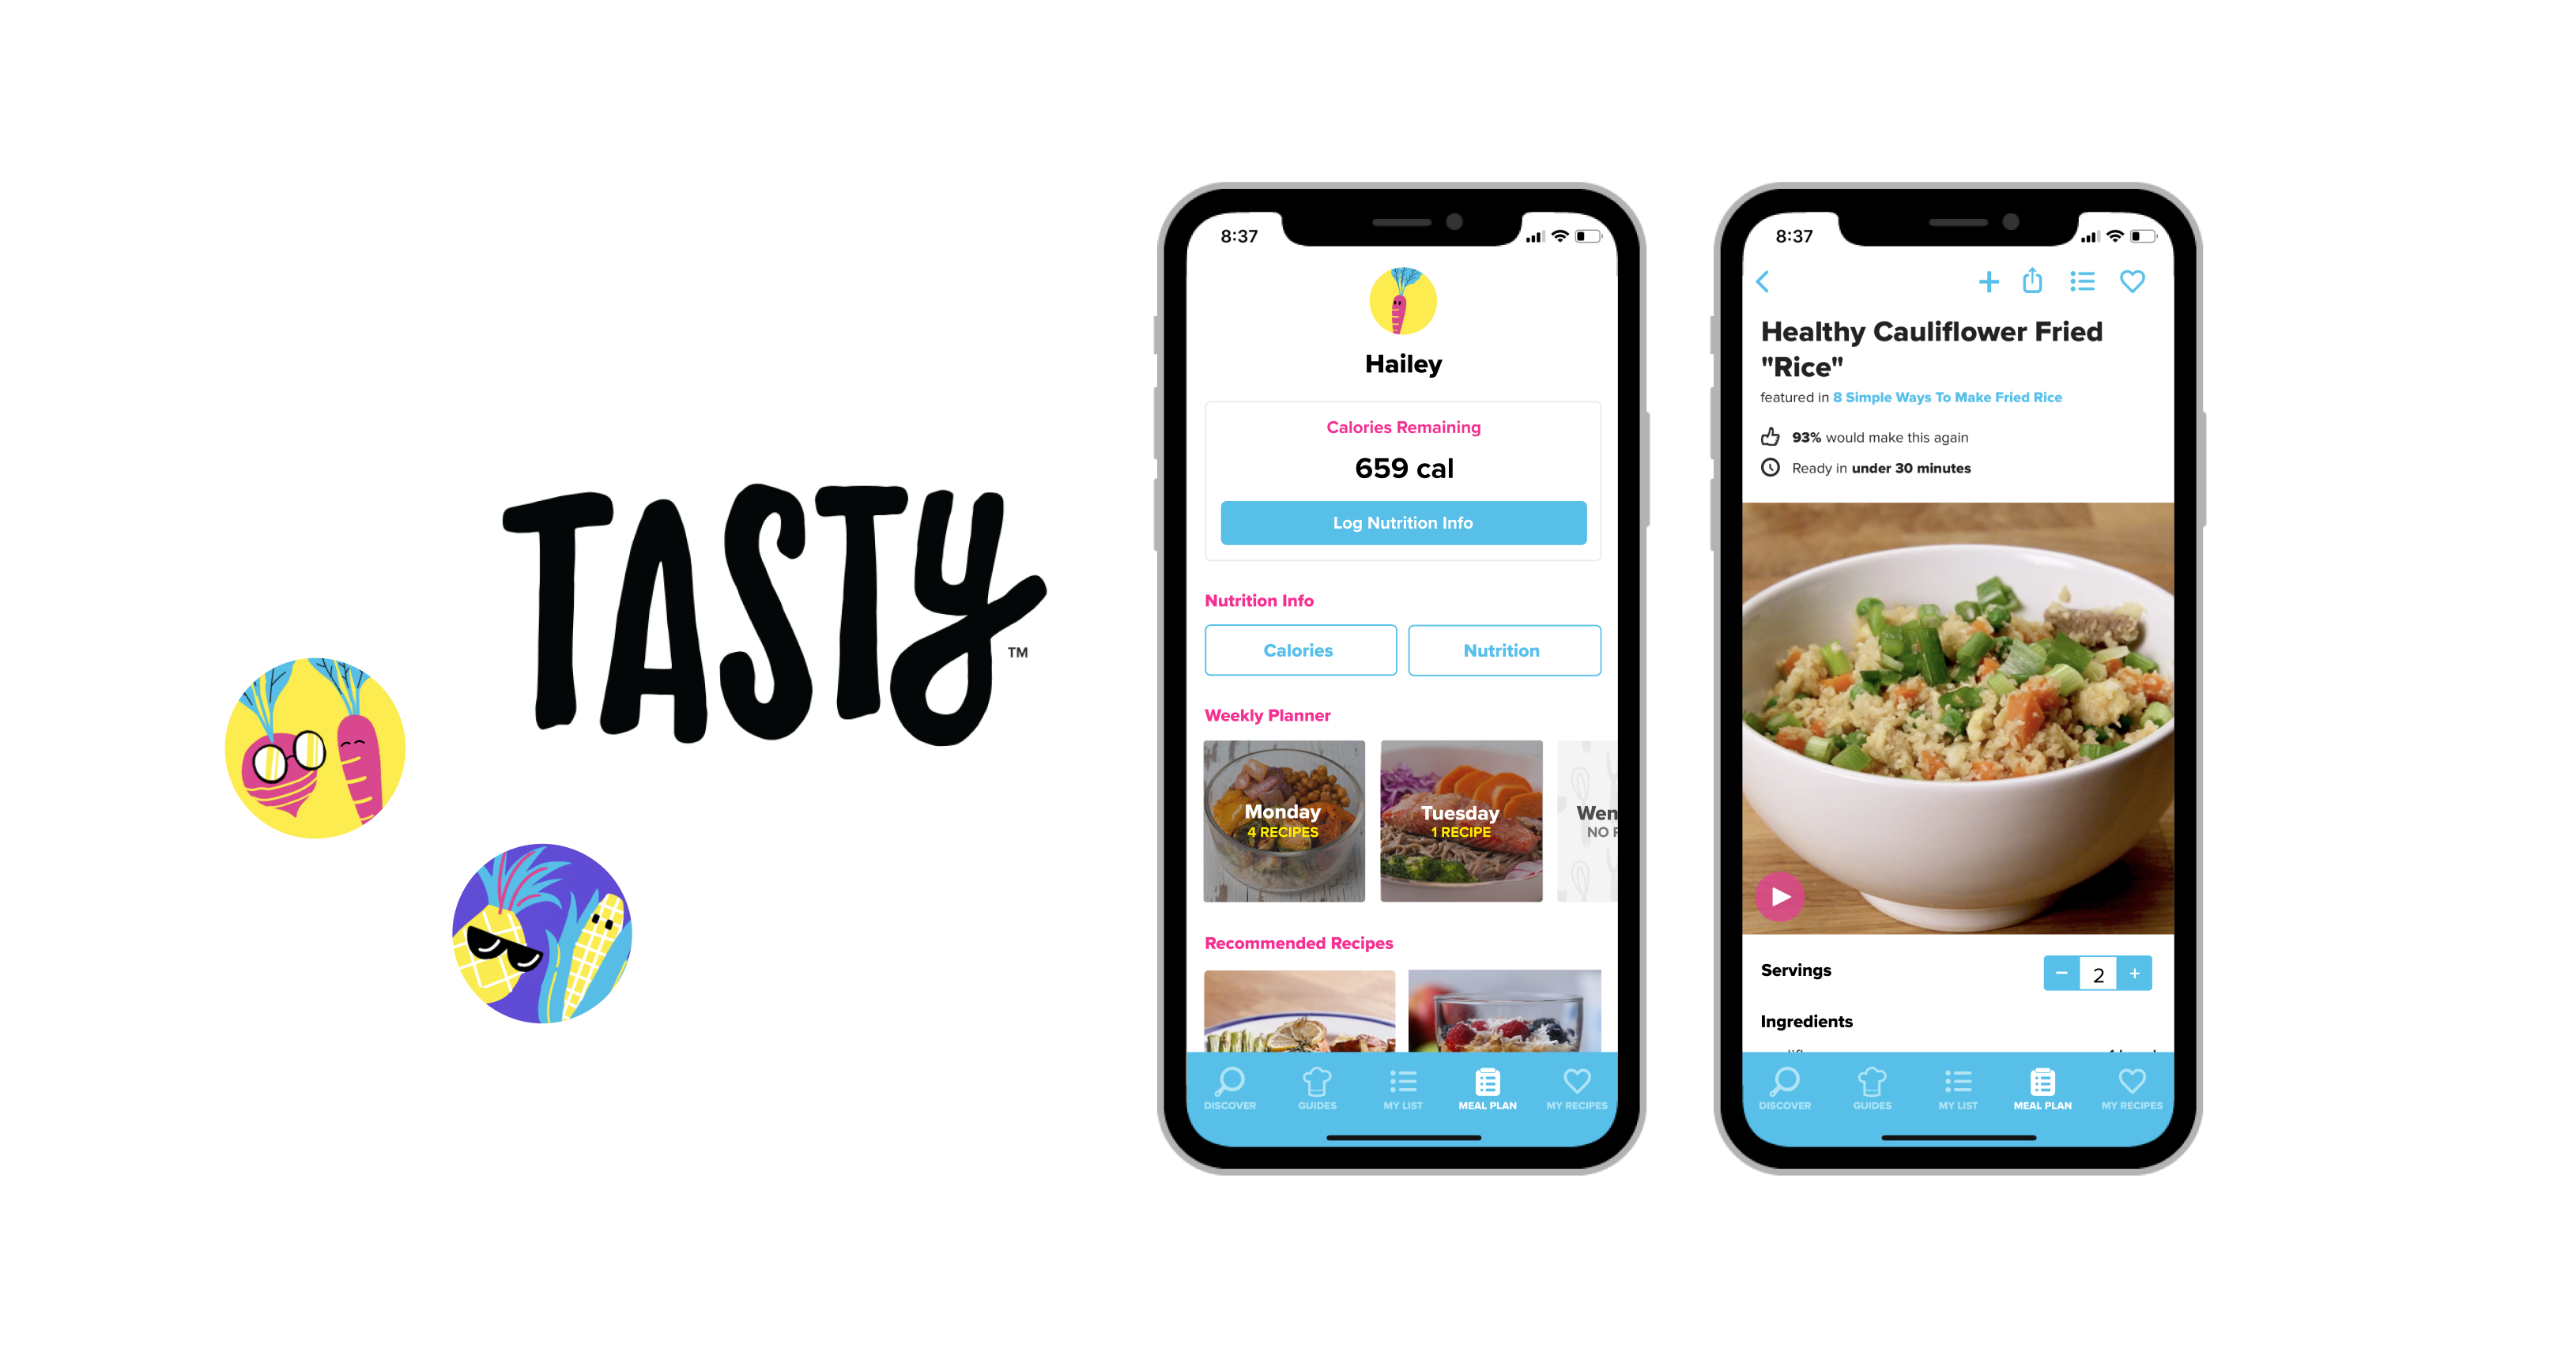 TASTY
TM
8:37
Hailey
Calories Remaining
659 cal
Log Nutrition Info
Nutrition Info
Calories
Nutrition
Weekly Planner
Monday
4 RECIPES
Tuesday
1 RECIPE
Wen
NO
Recommended Recipes
DISCOVER
GUIDES
MY LIST
MEAL PLAN
MY RECIPES
8:37
Healthy Cauliflower Fried
"Rice"
featured in 8 Simple Ways To Make Fried Rice
93% would make this again
Ready in under 30 minutes
Servings
− 2 +
Ingredients
DISCOVER
GUIDES
MY LIST
MEAL PLAN
MY RECIPES